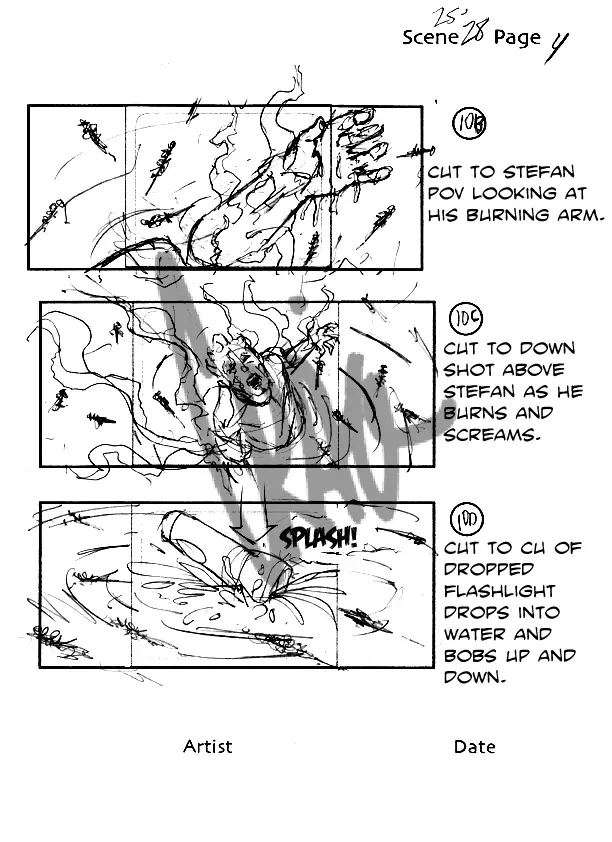 25'
Scene 28 Page 4
10B
CUT TO STEFAN
POV LOOKING AT
HIS BURNING ARM.
10C
CUT TO DOWN
SHOT ABOVE
STEFAN AS HE
BURNS AND
SCREAMS.
10D
SPLASH!
CUT TO CU OF
DROPPED
FLASHLIGHT
DROPS INTO
WATER AND
BOBS UP AND
DOWN.
Artist
Date